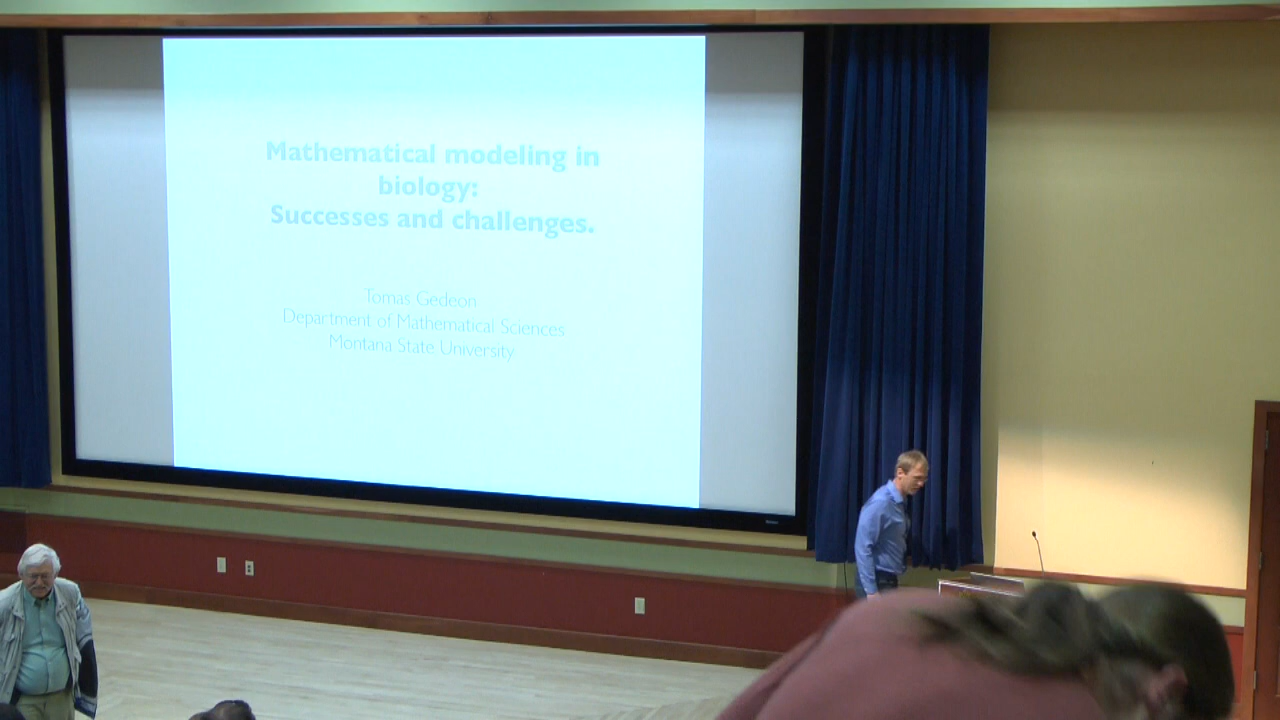 Mathematical modeling in
biology:
Successes and challenges.
Tomas Gedeon
Department of Mathematical Sciences
Montana State University